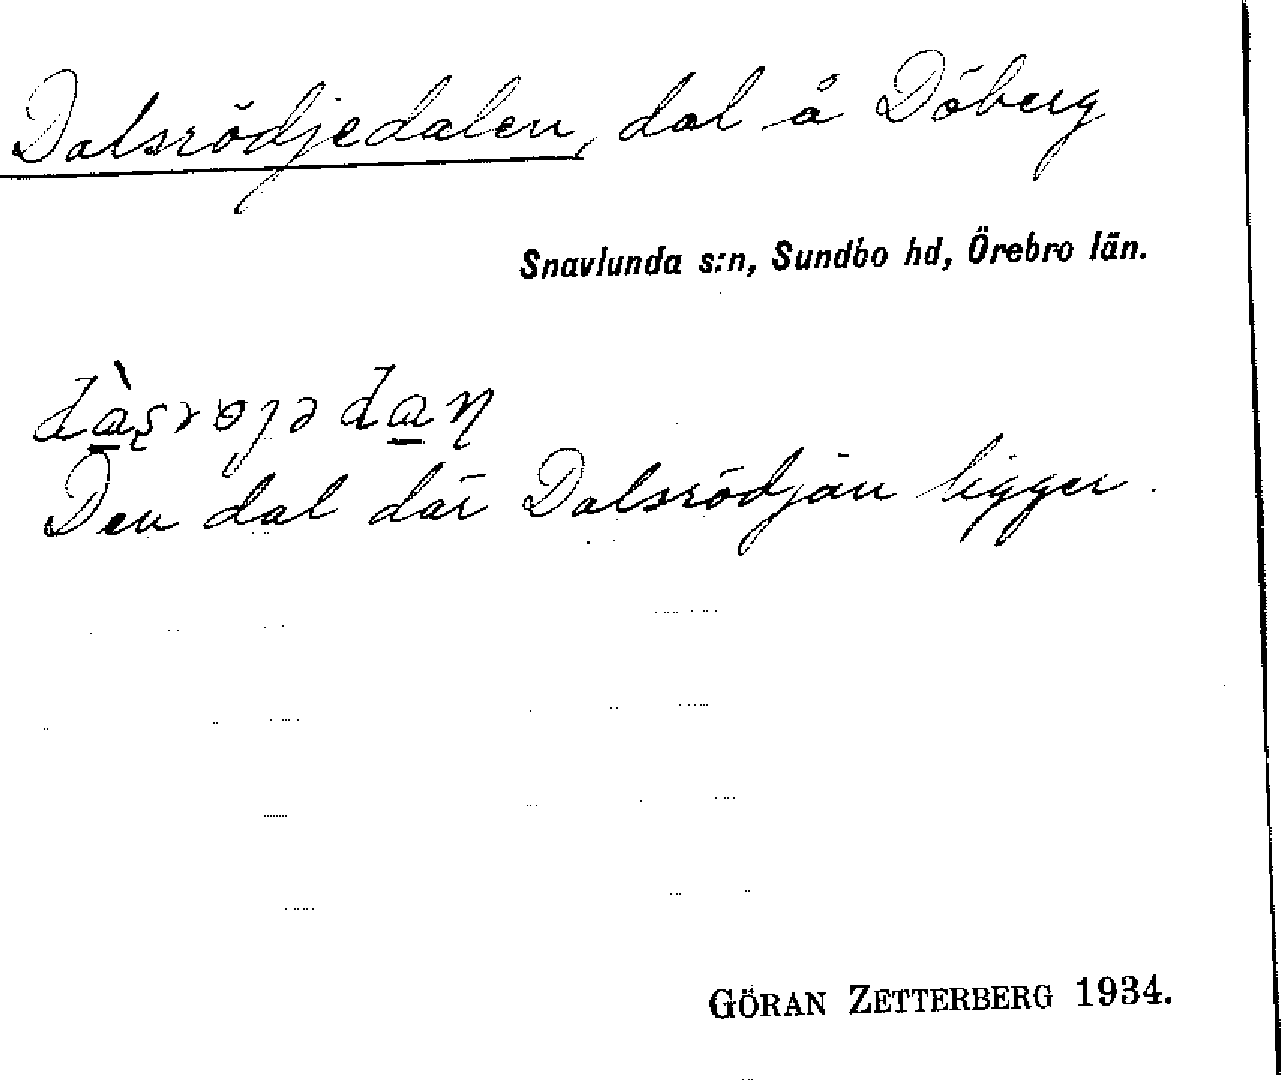 Dalsrödjedalen, dal å Döberg
Snavlunda s:n, Sundbo hd, Örebro län.
Den dal där Dalsrödjan ligger.
GÖRAN ZETTERBERG 1934.